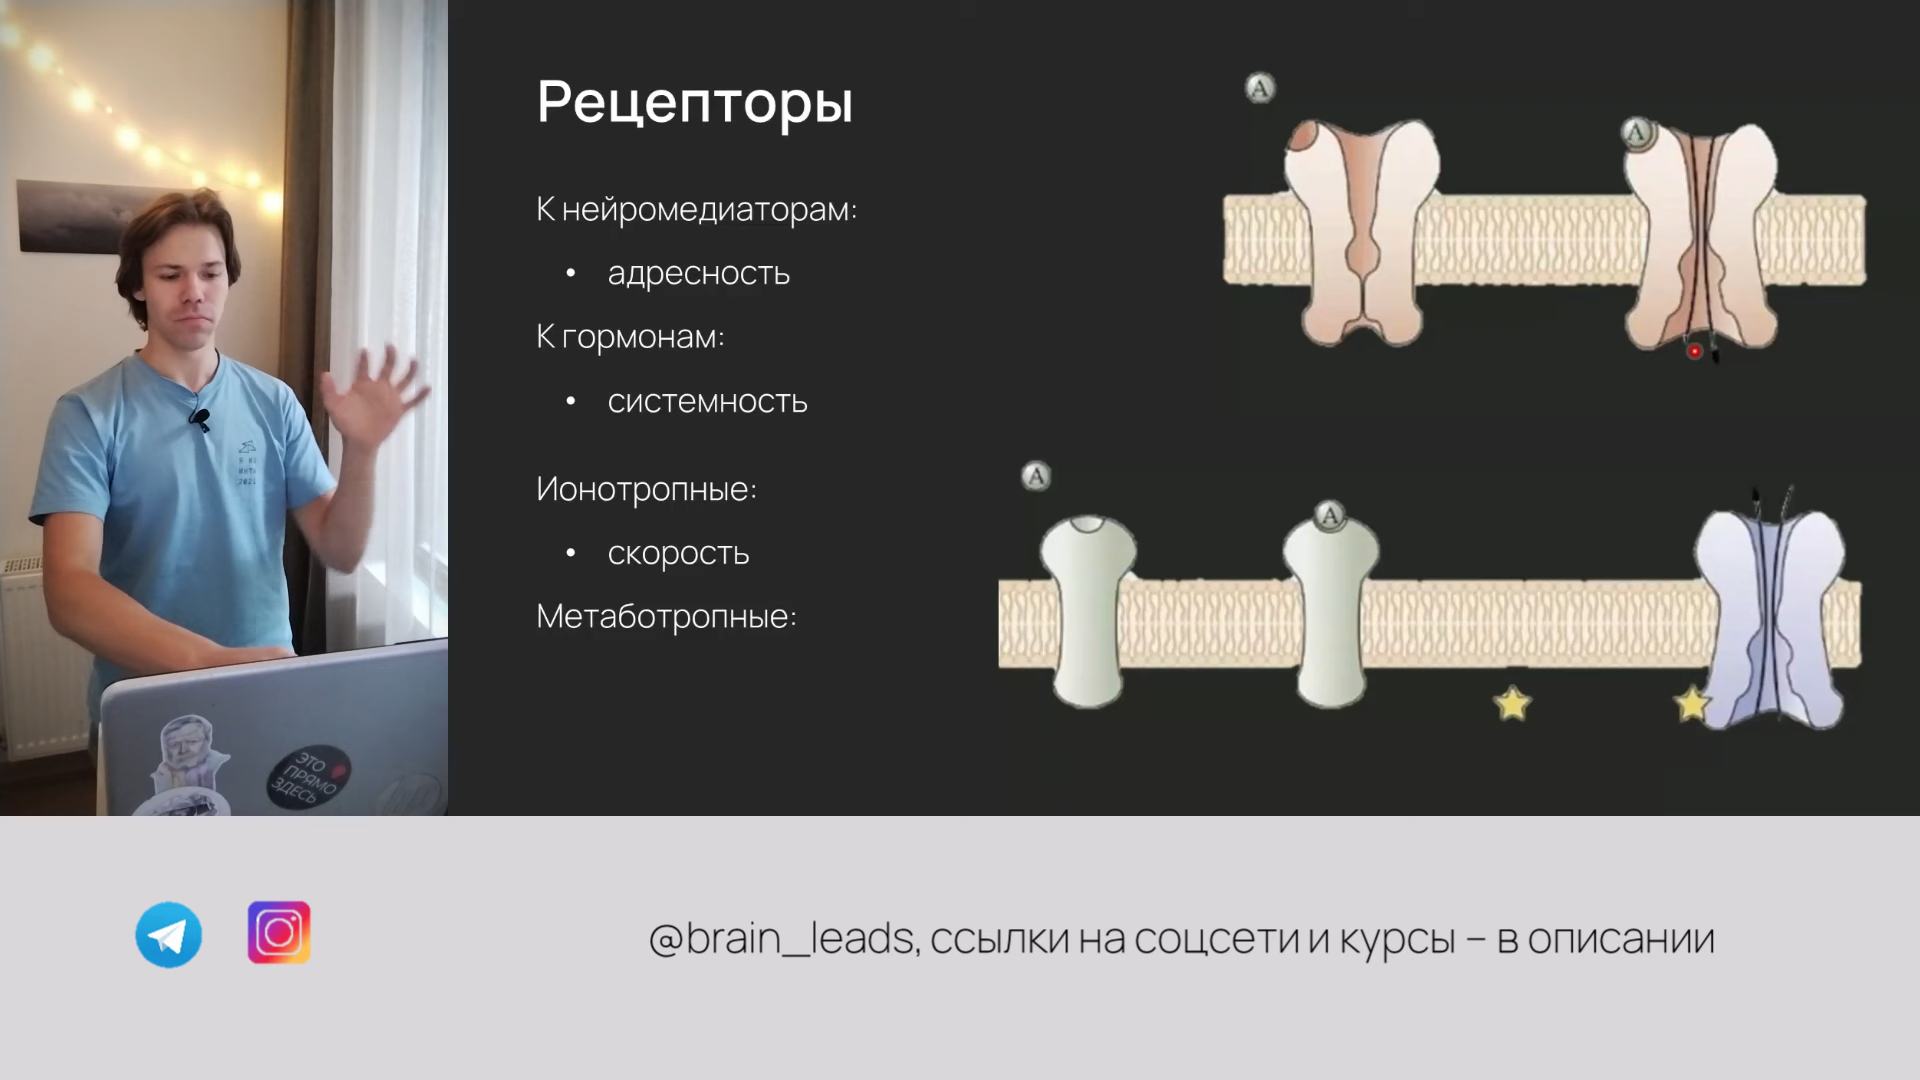 Рецепторы
К нейромедиаторам:
• адресность
К гормонам:
• системность
Ионотропные:
• скорость
Метаботропные:
A
A
A
A
ЭТО
ПРЯМО
ЗДЕСЬ
@brain_leads, ссылки на соцсети и курсы – в описании